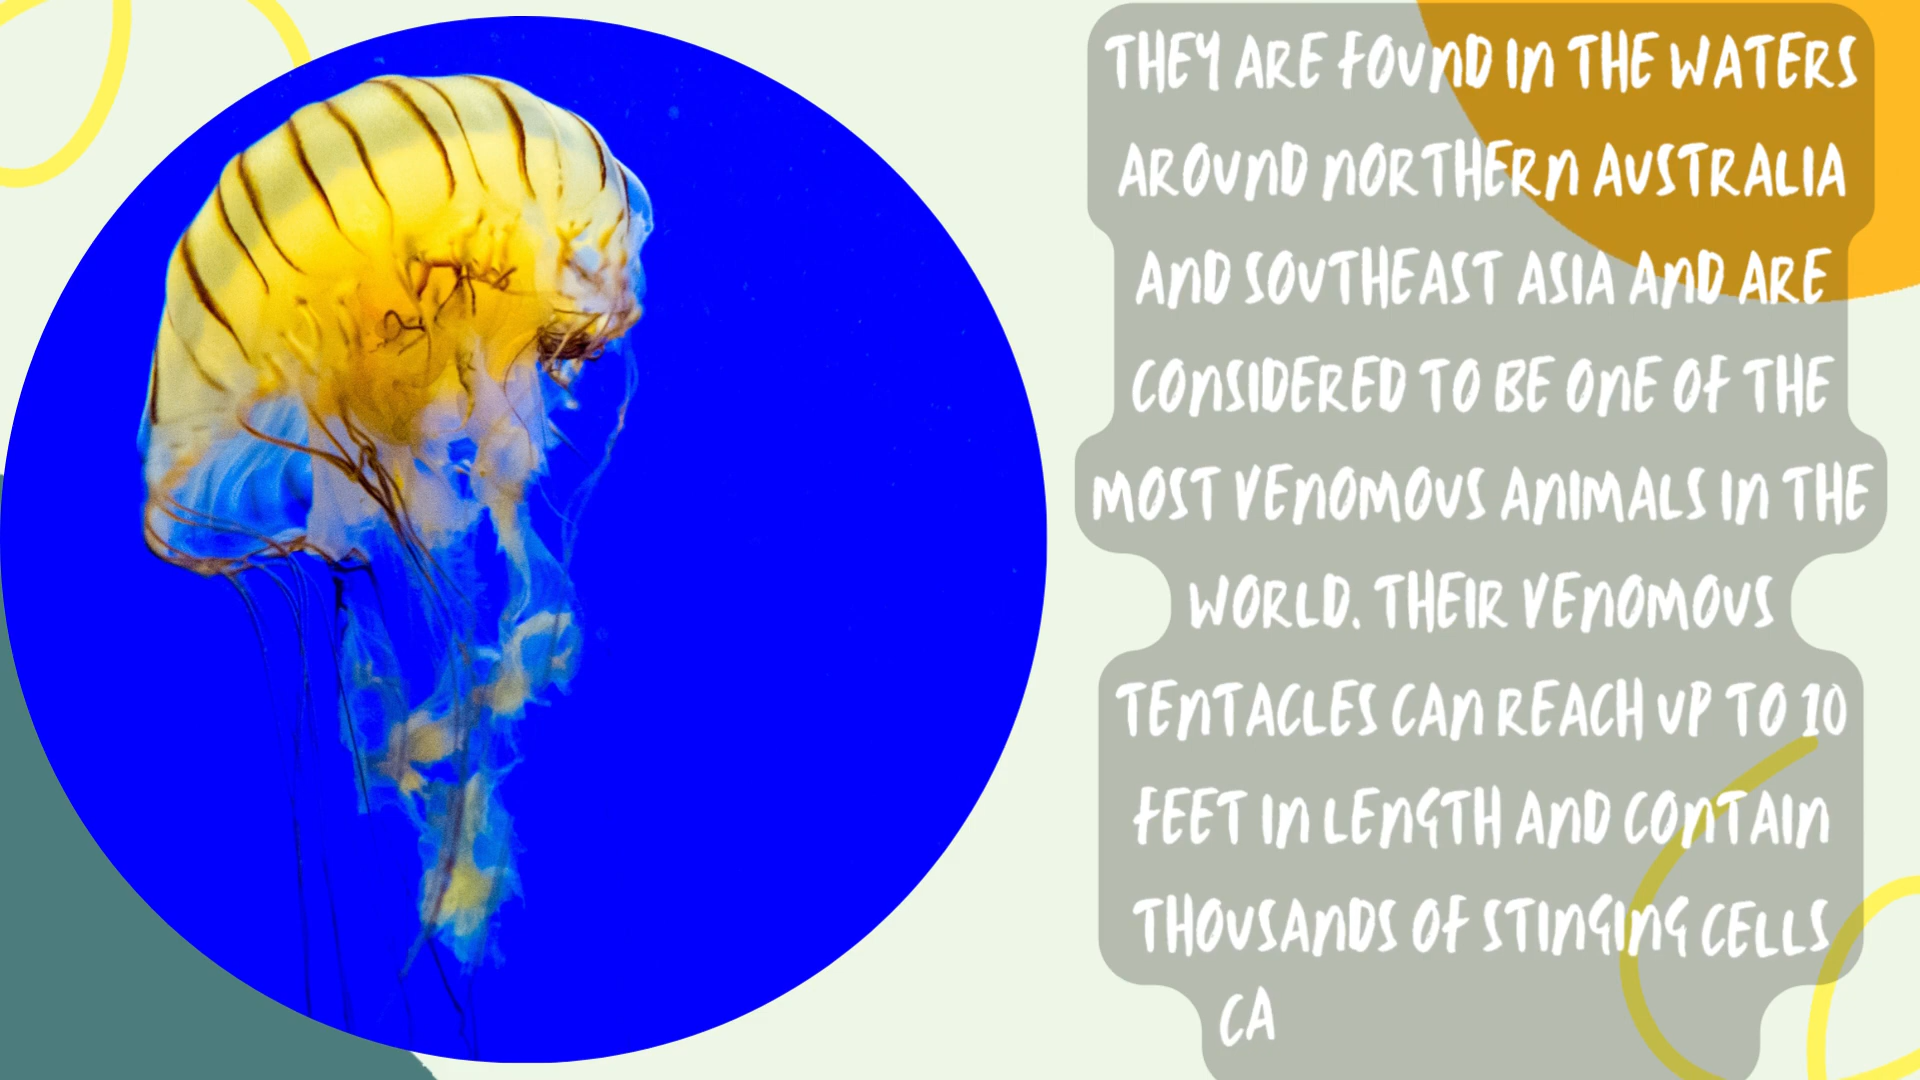 THEY ARE FOUND IN THE WATERS
AROUND NORTHERN AUSTRALIA
AND SOUTHEAST ASIA AND ARE
CONSIDERED TO BE ONE OF THE
MOST VENOMOUS ANIMALS IN THE
WORLD. THEIR VENOMOUS
TENTACLES CAN REACH UP TO 10
FEET IN LENGTH AND CONTAIN
THOUSANDS OF STINGING CELLS
CA